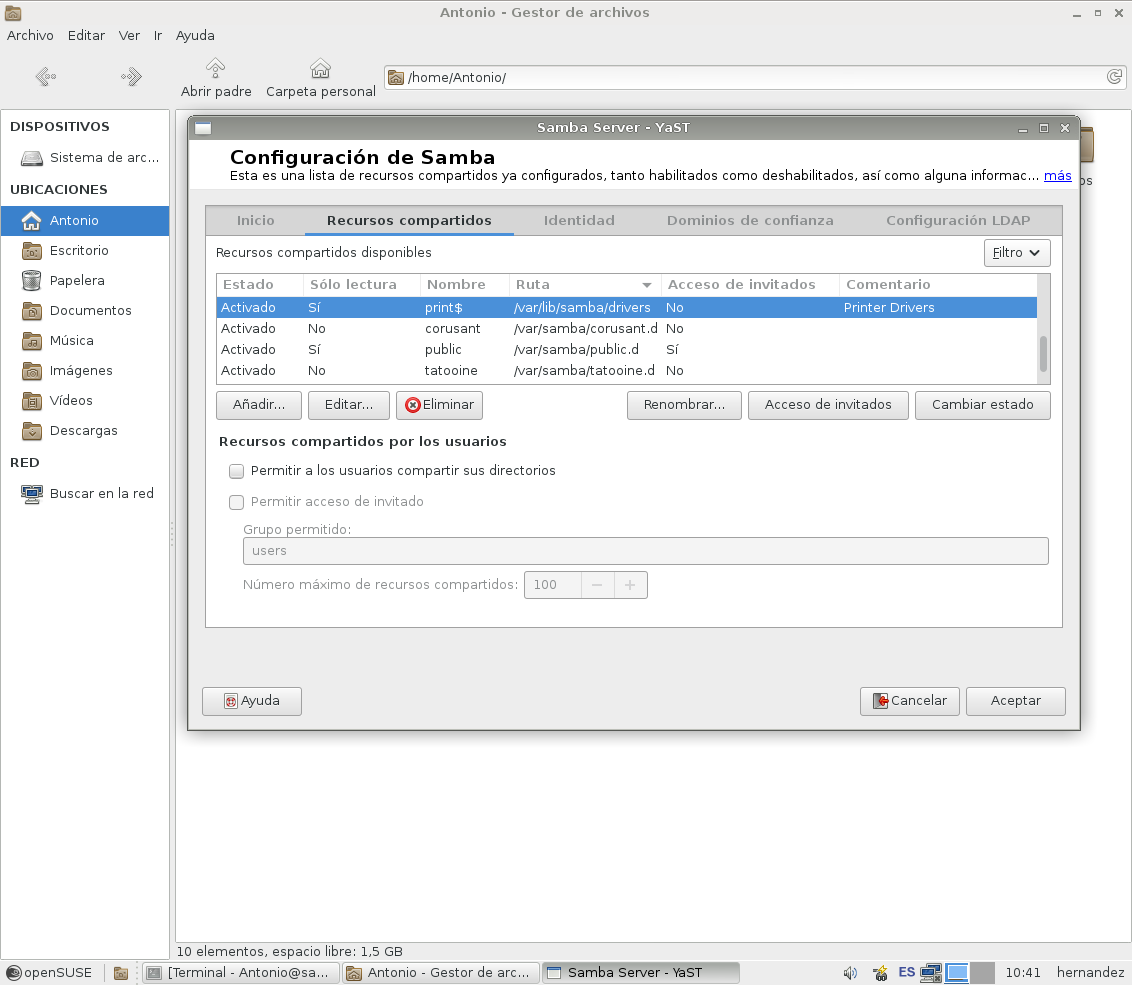 Antonio - Gestor de archivos
Archivo Editar Ver Ir Ayuda
Abrir padre Carpeta personal /home/Antonio/
DISPOSITIVOS
Sistema de arc...
UBICACIONES
Antonio
Escritorio
Papelera
Documentos
Música
Imágenes
Vídeos
Descargas
RED
Buscar en la red
Samba Server - YaST
Configuración de Samba
Esta es una lista de recursos compartidos ya configurados, tanto habilitados como deshabilitados, así como alguna informac... más
Inicio Recursos compartidos Identidad Dominios de confianza Configuración LDAP
Recursos compartidos disponibles Filtro
Estado Sólo lectura Nombre Ruta Acceso de invitados Comentario
Activado Sí print$ /var/lib/samba/drivers No Printer Drivers
Activado No corusant /var/samba/corusant.d No
Activado Sí public /var/samba/public.d Sí
Activado No tatooine /var/samba/tatooine.d No
Añadir... Editar... Eliminar Renombrar... Acceso de invitados Cambiar estado
Recursos compartidos por los usuarios
Permitir a los usuarios compartir sus directorios
Permitir acceso de invitado
Grupo permitido:
users
Número máximo de recursos compartidos: 100 − +
Ayuda Cancelar Aceptar
10 elementos, espacio libre: 1,5 GB
openSUSE [Terminal - Antonio@sa... Antonio - Gestor de arc... Samba Server - YaST ES 10:41 hernandez